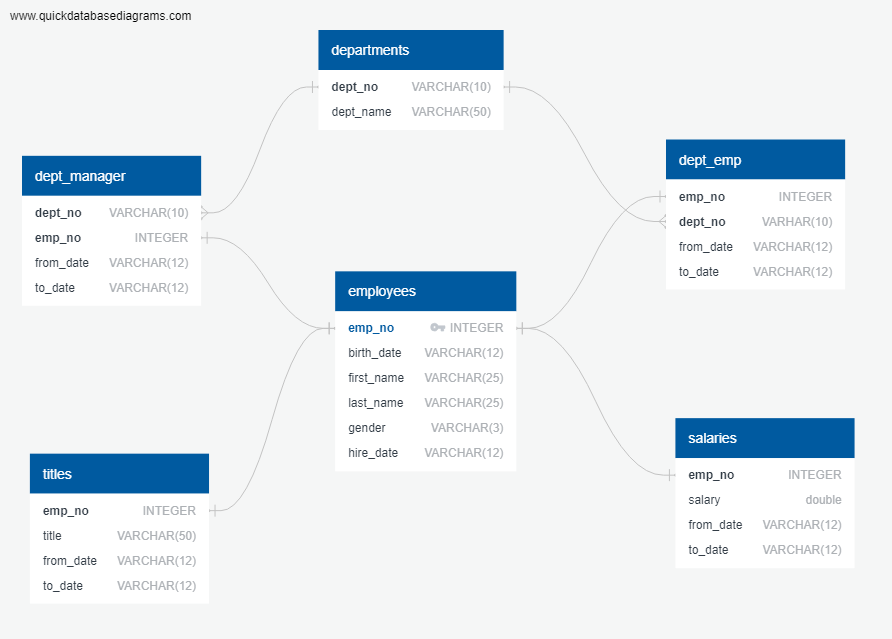 www.quickdatabasediagrams.com
departments
dept_no VARCHAR(10)
dept_name VARCHAR(50)
dept_manager
dept_no VARCHAR(10)
emp_no INTEGER
from_date VARCHAR(12)
to_date VARCHAR(12)
dept_emp
emp_no INTEGER
dept_no VARHAR(10)
from_date VARCHAR(12)
to_date VARCHAR(12)
employees
emp_no INTEGER
birth_date VARCHAR(12)
first_name VARCHAR(25)
last_name VARCHAR(25)
gender VARCHAR(3)
hire_date VARCHAR(12)
titles
emp_no INTEGER
title VARCHAR(50)
from_date VARCHAR(12)
to_date VARCHAR(12)
salaries
emp_no INTEGER
salary double
from_date VARCHAR(12)
to_date VARCHAR(12)